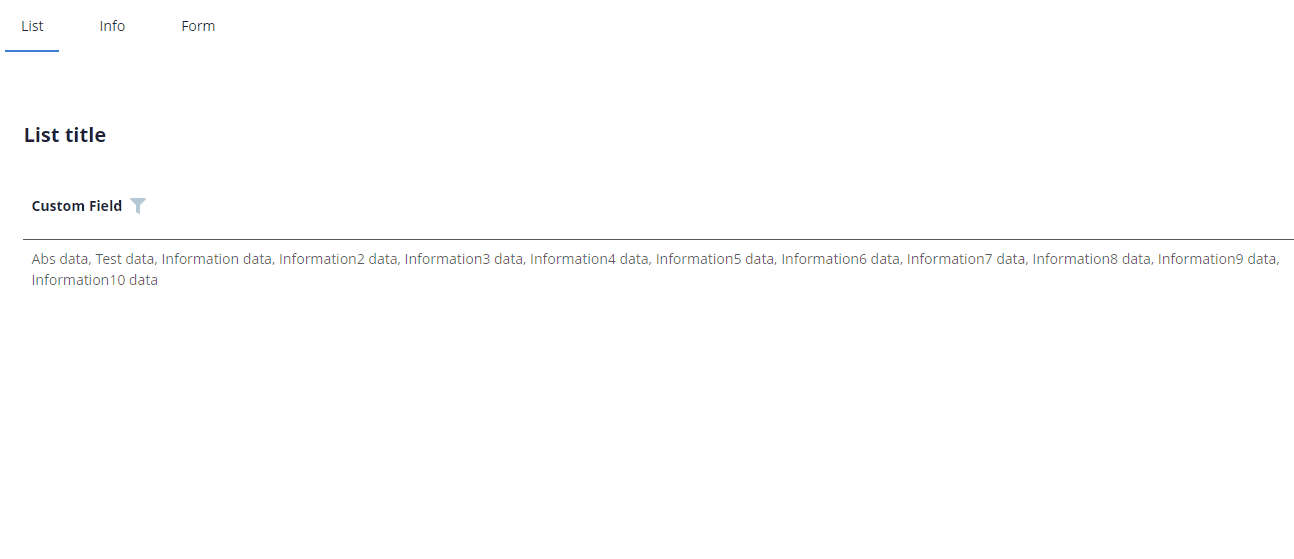 List Info Form
List title
Custom Field
Abs data, Test data, Information data, Information2 data, Information3 data, Information4 data, Information5 data, Information6 data, Information7 data, Information8 data, Information9 data,
Information10 data